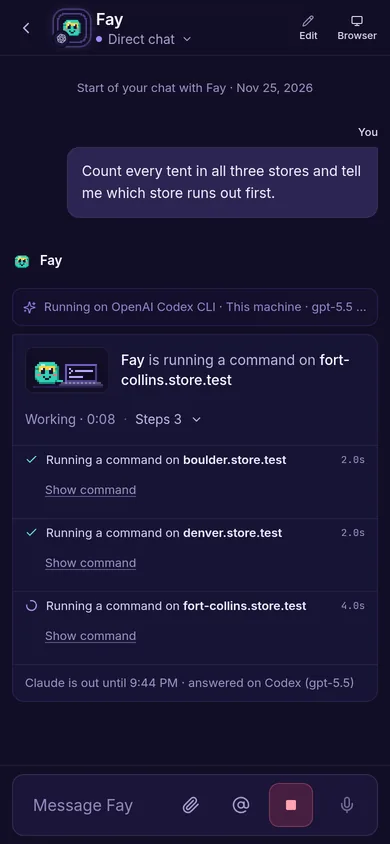 Fay
Direct chat
Edit
Browser
Start of your chat with Fay · Nov 25, 2026
You
Count every tent in all three stores and tell
me which store runs out first.
Fay
Running on OpenAI Codex CLI · This machine · gpt-5.5 ...
Fay is running a command on fort-
collins.store.test
Working · 0:08 · Steps 3
Running a command on boulder.store.test 2.0s
Show command
Running a command on denver.store.test 2.0s
Show command
Running a command on fort-collins.store.test 4.0s
Show command
Claude is out until 9:44 PM · answered on Codex (gpt-5.5)
Message Fay